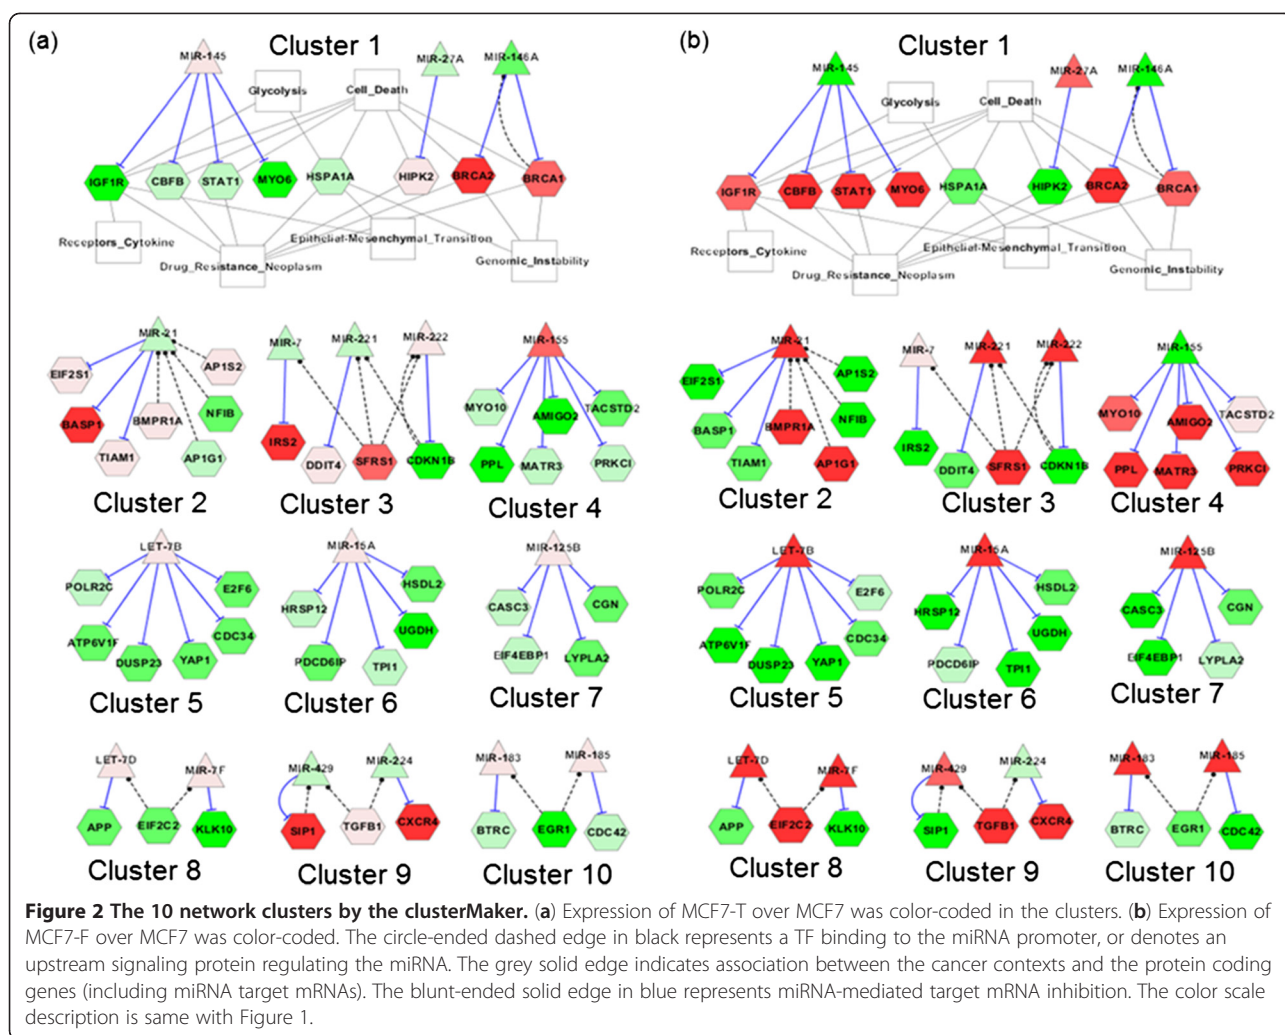 (a) Cluster 1
MIR-145 MIR-27A MIR-146A
Glycolysis Cell_Death
IGF1R CBFB STAT1 MYO6 HSPA1A HIPK2 BRCA2 BRCA1
Receptors_Cytokine Epithelial-Mesenchymal_Transition
Drug_Resistance_Neoplasm Genomic_Instability
MIR-21 MIR-7 MIR-221 MIR-222 MIR-155
EIF2S1 AP1S2
BASP1 BMPR1A NFIB IRS2 MYO10 AMIGO2 TACSTD2
TIAM1 AP1G1 DDIT4 SFRS1 CDKN1B PPL MATR3 PRKCI
Cluster 2 Cluster 3 Cluster 4
LET-7B MIR-15A MIR-125B
POLR2C E2F6 HRSP12 HSDL2 CASC3 CGN
ATP6V1F DUSP23 YAP1 CDC34 PDCD6IP TPI1 UGDH EIF4EBP1 LYPLA2
Cluster 5 Cluster 6 Cluster 7
LET-7D MIR-7F MIR-429 MIR-224 MIR-183 MIR-185
APP EIF2C2 KLK10 SIP1 TGFB1 CXCR4 BTRC EGR1 CDC42
Cluster 8 Cluster 9 Cluster 10
(b) Cluster 1
MIR-145 MIR-27A MIR-146A
Glycolysis Cell_Death
IGF1R CBFB STAT1 MYO6 HSPA1A HIPK2 BRCA2 BRCA1
Receptors_Cytokine Epithelial-Mesenchymal_Transition
Drug_Resistance_Neoplasm Genomic_Instability
MIR-21 MIR-7 MIR-221 MIR-222 MIR-155
EIF2S1 AP1S2
BASP1 BMPR1A NFIB IRS2 MYO10 AMIGO2 TACSTD2
TIAM1 AP1G1 DDIT4 SFRS1 CDKN1B PPL MATR3 PRKCI
Cluster 2 Cluster 3 Cluster 4
LET-7B MIR-15A MIR-125B
POLR2C E2F6 HRSP12 HSDL2 CASC3 CGN
ATP6V1F DUSP23 YAP1 CDC34 PDCD6IP TPI1 UGDH EIF4EBP1 LYPLA2
Cluster 5 Cluster 6 Cluster 7
LET-7D MIR-7F MIR-429 MIR-224 MIR-183 MIR-185
APP EIF2C2 KLK10 SIP1 TGFB1 CXCR4 BTRC EGR1 CDC42
Cluster 8 Cluster 9 Cluster 10
Figure 2 The 10 network clusters by the clusterMaker. (a) Expression of MCF7-T over MCF7 was color-coded in the clusters. (b) Expression of
MCF7-F over MCF7 was color-coded. The circle-ended dashed edge in black represents a TF binding to the miRNA promoter, or denotes an
upstream signaling protein regulating the miRNA. The grey solid edge indicates association between the cancer contexts and the protein coding
genes (including miRNA target mRNAs). The blunt-ended solid edge in blue represents miRNA-mediated target mRNA inhibition. The color scale
description is same with Figure 1.